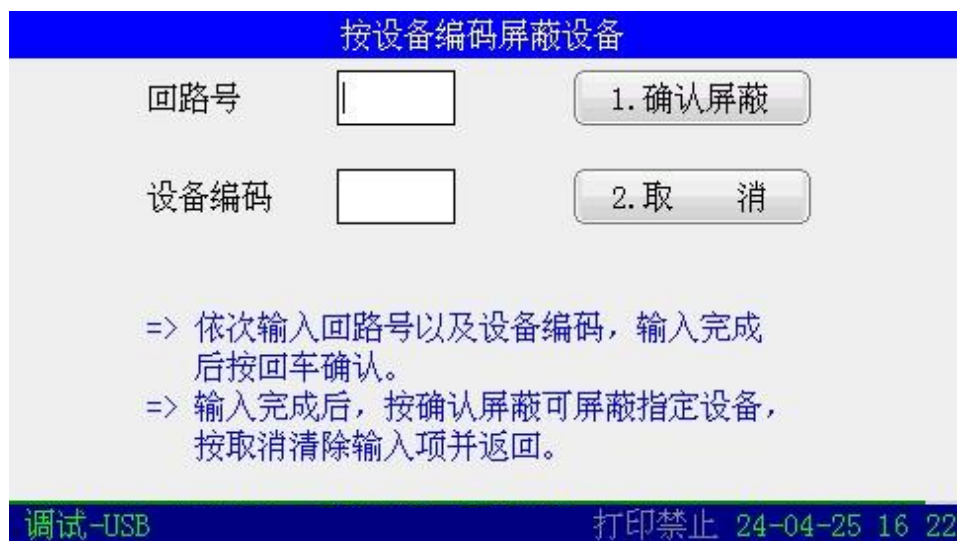 按设备编码屏蔽设备
回路号
1.确认屏蔽
设备编码
2.取 消
=> 依次输入回路号以及设备编码，输入完成
后按回车确认。
=> 输入完成后，按确认屏蔽可屏蔽指定设备，
按取消清除输入项并返回。
调试-USB 打印禁止 24-04-25 16 22